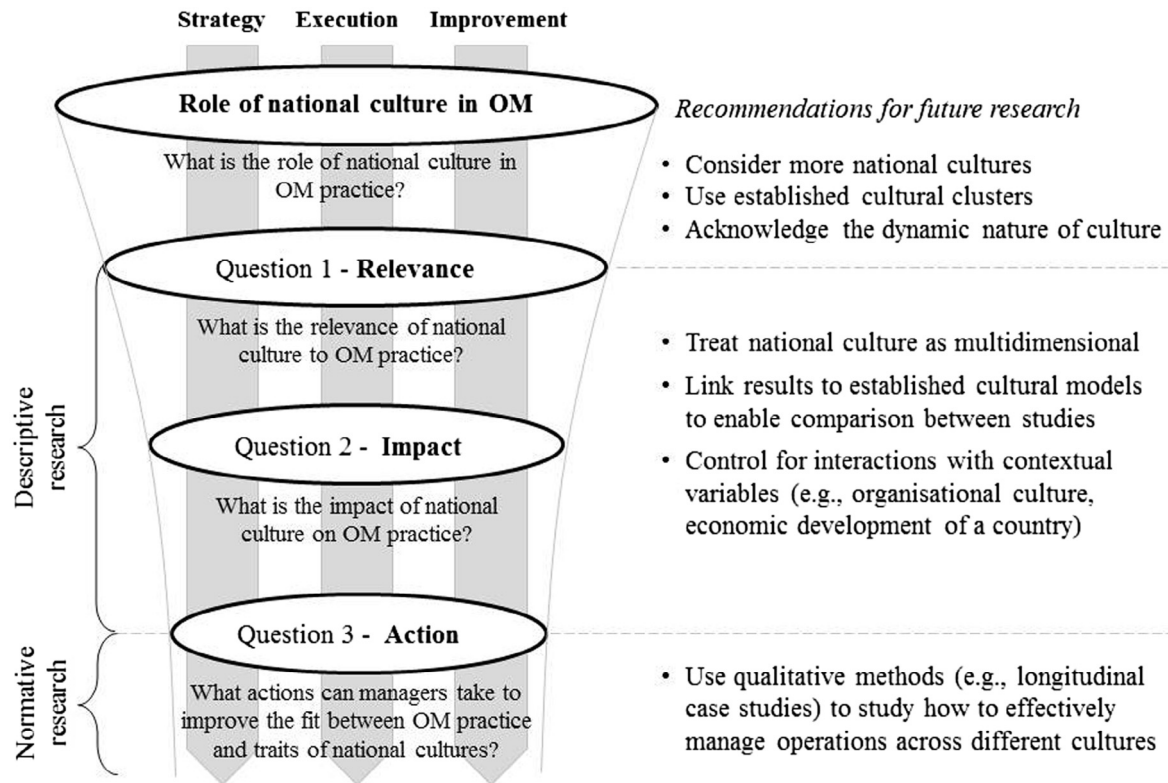 Strategy Execution Improvement
Role of national culture in OM
What is the role of national culture in
OM practice?
Recommendations for future research
• Consider more national cultures
• Use established cultural clusters
• Acknowledge the dynamic nature of culture
Question 1 - Relevance
What is the relevance of national
culture to OM practice?
Question 2 - Impact
What is the impact of national
culture on OM practice?
• Treat national culture as multidimensional
• Link results to established cultural models
to enable comparison between studies
• Control for interactions with contextual
variables (e.g., organisational culture,
economic development of a country)
Descriptive
research
Question 3 - Action
What actions can managers take to
improve the fit between OM practice
and traits of national cultures?
• Use qualitative methods (e.g., longitudinal
case studies) to study how to effectively
manage operations across different cultures
Normative
research